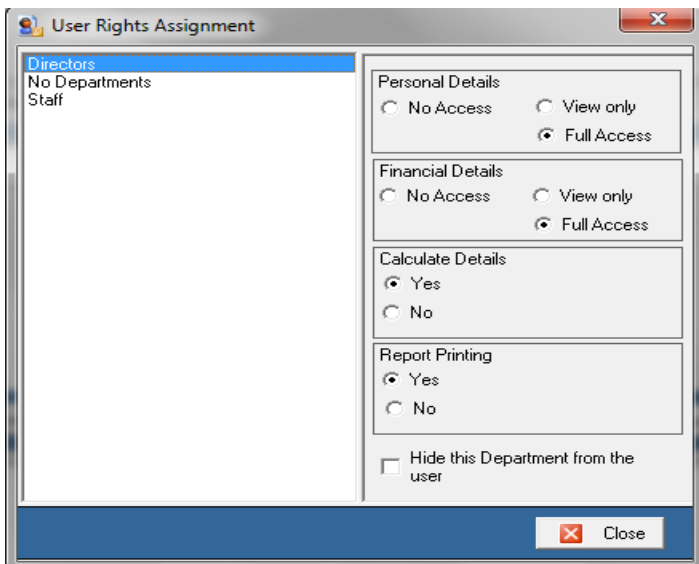 User Rights Assignment
Directors
No Departments
Staff
Personal Details
No Access
View only
Full Access
Financial Details
No Access
View only
Full Access
Calculate Details
Yes
No
Report Printing
Yes
No
Hide this Department from the
user
Close